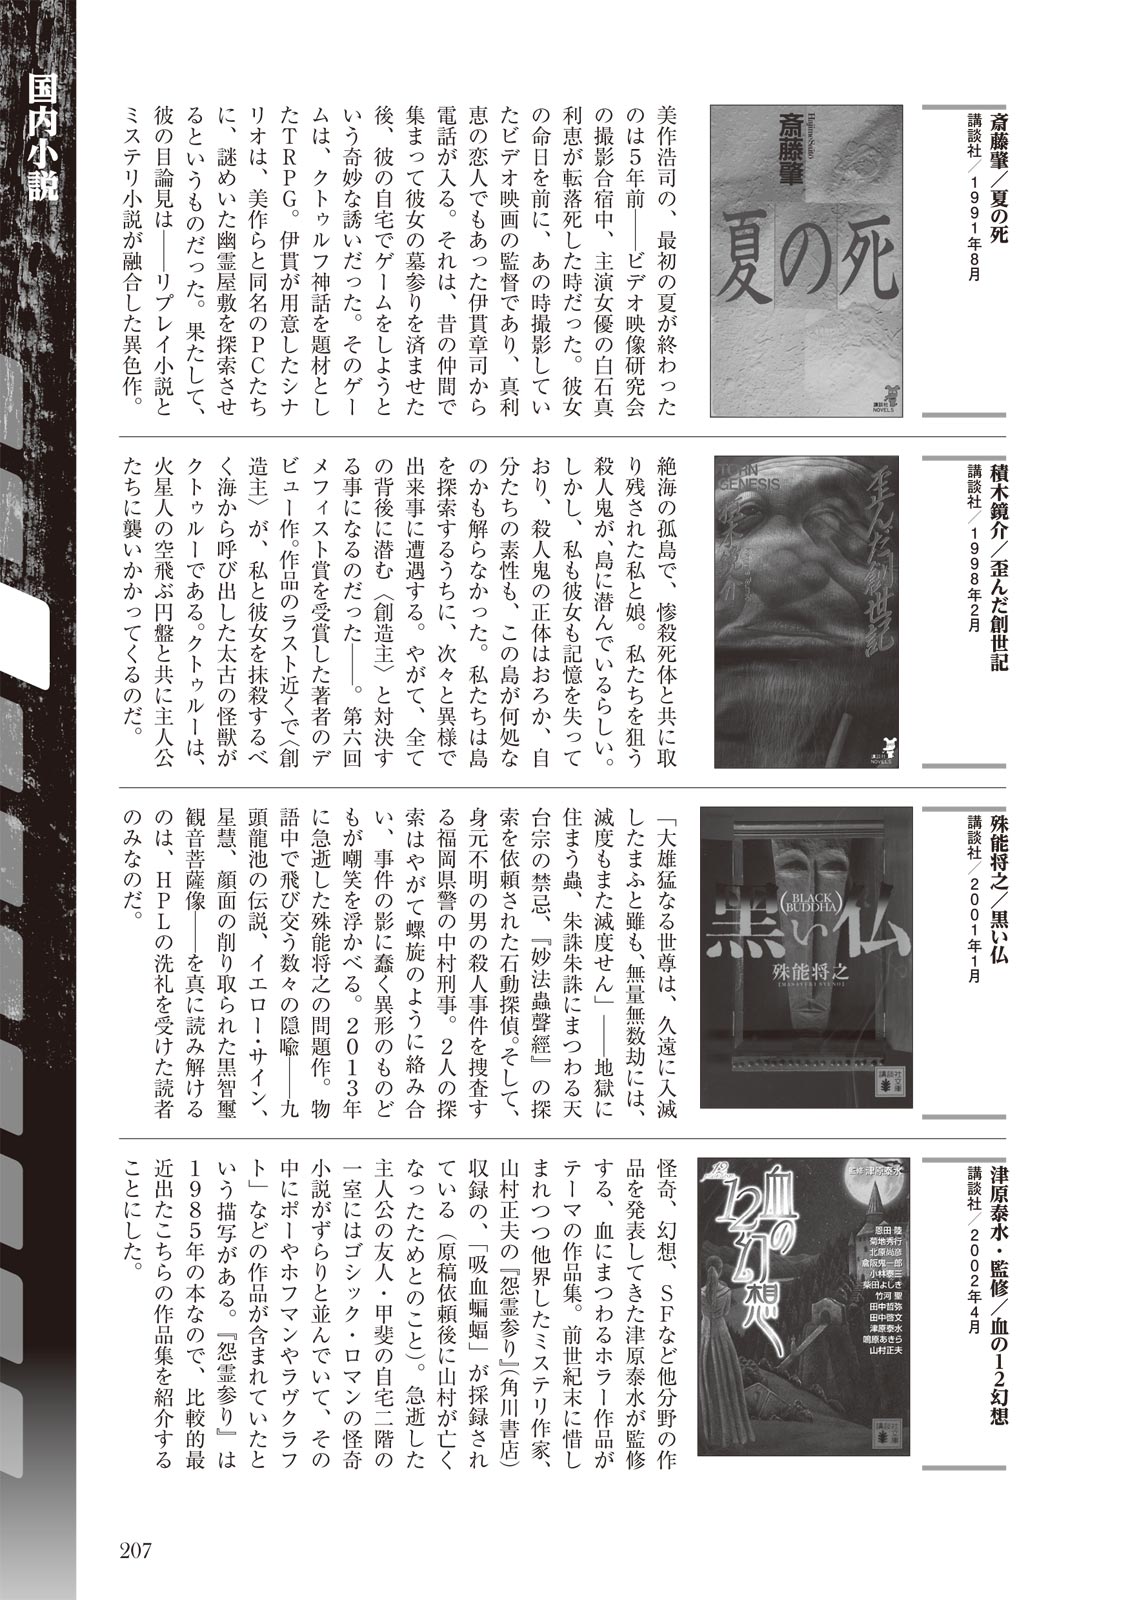 国内小説
斎藤肇／夏の死
講談社／1991年8月
HajimeSaito
斎藤肇
夏の死
講談社
NOVELS
美作浩司の、最初の夏が終わった
のは5年前――ビデオ映像研究会
の撮影合宿中、主演女優の白石真
利恵が転落死した時だった。彼女
の命日を前に、あの時撮影してい
たビデオ映画の監督であり、真利
恵の恋人でもあった伊貫章司から
電話が入る。それは、昔の仲間で
集まって彼女の墓参りを済ませた
後、彼の自宅でゲームをしようと
いう奇妙な誘いだった。そのゲー
ムは、クトゥルフ神話を題材とし
たTRPG。伊貫が用意したシナ
リオは、美作らと同名のPCたち
に、謎めいた幽霊屋敷を探索させ
るというものだった。果たして、
彼の目論見は――リプレイ小説と
ミステリ小説が融合した異色作。
積木鏡介／歪んだ創世記
講談社／1998年2月
TORN
GENESIS
歪んだ創世記
講談社
NOVELS
絶海の孤島で、惨殺死体と共に取
り残された私と娘。私たちを狙う
殺人鬼が、島に潜んでいるらしい。
しかし、私も彼女も記憶を失って
おり、殺人鬼の正体はおろか、自
分たちの素性も、この島が何処な
のかも解らなかった。私たちは島
を探索するうちに、次々と異様で
出来事に遭遇する。やがて、全て
の背後に潜む〈創造主〉と対決す
る事になるのだった――。第六回
メフィスト賞を受賞した著者のデ
ビュー作。作品のラスト近くで〈創
造主〉が、私と彼女を抹殺するべ
く海から呼び出した太古の怪獣が
クトゥルーである。クトゥルーは、
火星人の空飛ぶ円盤と共に主人公
たちに襲いかかってくるのだ。
殊能将之／黒い仏
講談社／2001年1月
黒い仏
(BLACK
BUDDHA)
殊能将之
[MASAYUKI SYUNO]
講談社
文庫
「大雄猛なる世尊は、久遠に入滅
したまふと雖も、無量無数劫には、
滅度もまた滅度せん」――地獄に
住まう蟲、朱誅朱誅にまつわる天
台宗の禁忌、『妙法蟲聲經』の探
索を依頼された石動探偵。そして、
身元不明の男の殺人事件を捜査す
る福岡県警の中村刑事。2人の探
索はやがて螺旋のように絡み合
い、事件の影に蠢く異形のものど
もが嘲笑を浮かべる。2013年
に急逝した殊能将之の問題作。物
語中で飛び交う数々の隠喩――九
頭龍池の伝説、イエロー・サイン、
星慧、顔面の削り取られた黒智爾
観音菩薩像――を真に読み解ける
のは、HPLの洗礼を受けた読者
のみなのだ。
津原泰水・監修／血の12幻想
講談社／2002年4月
監修 津原泰水
血の12幻想
恩田 陸
菊地秀行
北原尚彦
倉阪鬼一郎
小林泰三
柴田よしき
竹河 聖
田中哲弥
田中啓文
津原泰水
鳴原あきら
山村正夫
講談社
文庫
怪奇、幻想、SFなど他分野の作
品を発表してきた津原泰水が監修
する、血にまつわるホラー作品が
テーマの作品集。前世紀末に惜し
まれつつ他界したミステリ作家、
山村正夫の『怨霊参り』(角川書店)
収録の、「吸血蝙蝠」が採録され
ている（原稿依頼後に山村が亡く
なったためとのこと）。急逝した
主人公の友人・甲斐の自宅二階の
一室にはゴシック・ロマンの怪奇
小説がずらりと並んでいて、その
中にポーやホフマンやラヴクラフ
ト」などの作品が含まれていたと
いう描写がある。『怨霊参り』は
1985年の本なので、比較的最
近出たこちらの作品集を紹介する
ことにした。
207